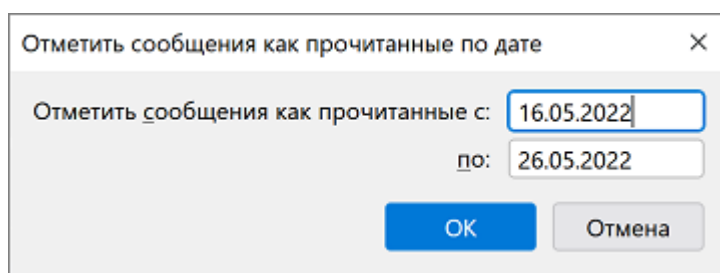 Отметить сообщения как прочитанные по дате
Отметить сообщения как прочитанные с: 16.05.2022
по: 26.05.2022
ОК Отмена